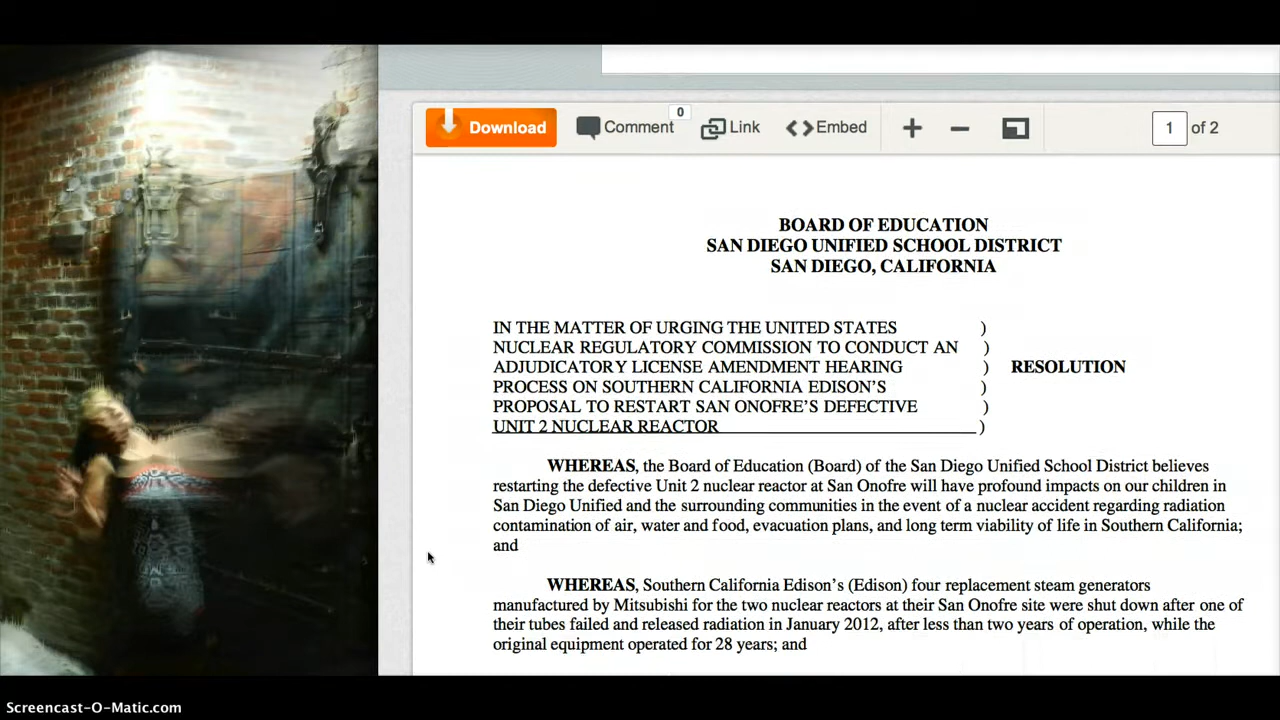 Download
0
Comment
Link
Embed
1 of 2
BOARD OF EDUCATION
SAN DIEGO UNIFIED SCHOOL DISTRICT
SAN DIEGO, CALIFORNIA
IN THE MATTER OF URGING THE UNITED STATES )
NUCLEAR REGULATORY COMMISSION TO CONDUCT AN )
ADJUDICATORY LICENSE AMENDMENT HEARING ) RESOLUTION
PROCESS ON SOUTHERN CALIFORNIA EDISON'S )
PROPOSAL TO RESTART SAN ONOFRE'S DEFECTIVE )
UNIT 2 NUCLEAR REACTOR )
WHEREAS, the Board of Education (Board) of the San Diego Unified School District believes
restarting the defective Unit 2 nuclear reactor at San Onofre will have profound impacts on our children in
San Diego Unified and the surrounding communities in the event of a nuclear accident regarding radiation
contamination of air, water and food, evacuation plans, and long term viability of life in Southern California;
and
WHEREAS, Southern California Edison's (Edison) four replacement steam generators
manufactured by Mitsubishi for the two nuclear reactors at their San Onofre site were shut down after one of
their tubes failed and released radiation in January 2012, after less than two years of operation, while the
original equipment operated for 28 years; and
Screencast-O-Matic.com